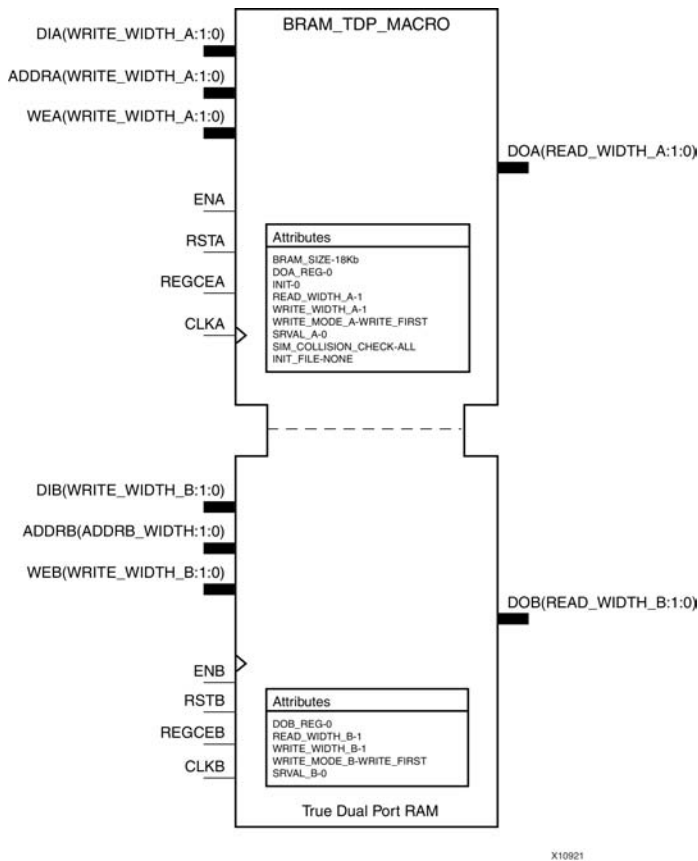 BRAM_TDP_MACRO
DIA(WRITE_WIDTH_A:1:0)
ADDRA(WRITE_WIDTH_A:1:0)
WEA(WRITE_WIDTH_A:1:0)
DOA(READ_WIDTH_A:1:0)
ENA
RSTA
REGCEA
CLKA
Attributes
BRAM_SIZE-18Kb
DOA_REG-0
INIT-0
READ_WIDTH_A-1
WRITE_WIDTH_A-1
WRITE_MODE_A-WRITE_FIRST
SRVAL_A-0
SIM_COLLISION_CHECK-ALL
INIT_FILE-NONE
DIB(WRITE_WIDTH_B:1:0)
ADDRB(ADDRB_WIDTH:1:0)
WEB(WRITE_WIDTH_B:1:0)
DOB(READ_WIDTH_B:1:0)
ENB
RSTB
REGCEB
CLKB
Attributes
DOB_REG-0
READ_WIDTH_B-1
WRITE_WIDTH_B-1
WRITE_MODE_B-WRITE_FIRST
SRVAL_B-0
True Dual Port RAM
X10921